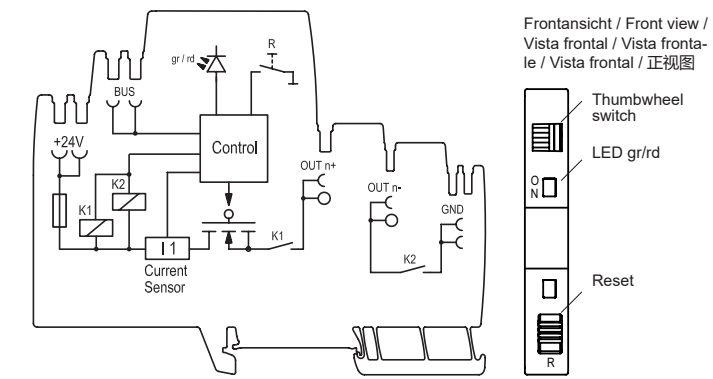 Frontansicht / Front view /
Vista frontal / Vista fronta-
le / Vista frontal / 正视图
gr / rd
R
BUS
+24V
Control
K2
K1
OUT n+
OUT n-
GND
K1
K2
I 1
Current
Sensor
Thumbwheel
switch
LED gr/rd
O
N
Reset
R